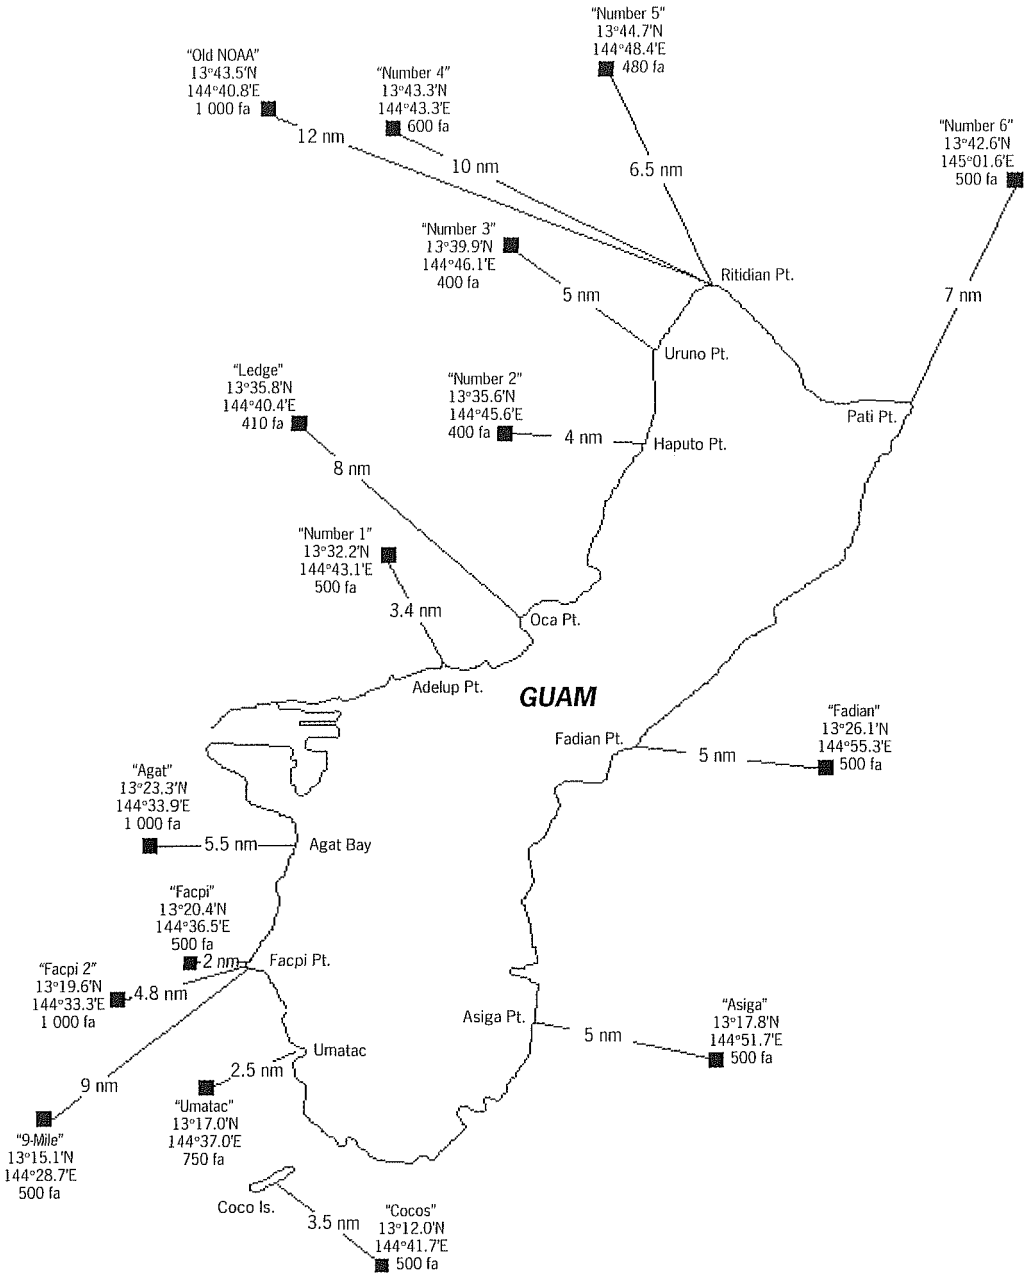 “Number 5”
13°44.7'N
144°48.4'E
480 fa
“Old NOAA”
13°43.5'N
144°40.8'E
1 000 fa
12 nm
“Number 4”
13°43.3'N
144°43.3'E
600 fa
10 nm
6.5 nm
“Number 6”
13°42.6'N
145°01.6'E
500 fa
“Number 3”
13°39.9'N
144°46.1'E
400 fa
5 nm
Ritidian Pt.
7 nm
Uruno Pt.
“Ledge”
13°35.8'N
144°40.4'E
410 fa
8 nm
“Number 2”
13°35.6'N
144°45.6'E
400 fa
4 nm
Haputo Pt.
Pati Pt.
“Number 1”
13°32.2'N
144°43.1'E
500 fa
3.4 nm
Oca Pt.
Adelup Pt.
GUAM
Fadian Pt.
5 nm
“Fadian”
13°26.1'N
144°55.3'E
500 fa
“Agat”
13°23.3'N
144°33.9'E
1 000 fa
5.5 nm
Agat Bay
“Facpi”
13°20.4'N
144°36.5'E
500 fa
2 nm
Facpi Pt.
“Facpi 2”
13°19.6'N
144°33.3'E
1 000 fa
4.8 nm
Asiga Pt.
5 nm
“Asiga”
13°17.8'N
144°51.7'E
500 fa
Umatac
2.5 nm
“Umatac”
13°17.0'N
144°37.0'E
750 fa
9 nm
“9-Mile”
13°15.1'N
144°28.7'E
500 fa
Coco Is.
3.5 nm
“Cocos”
13°12.0'N
144°41.7'E
500 fa